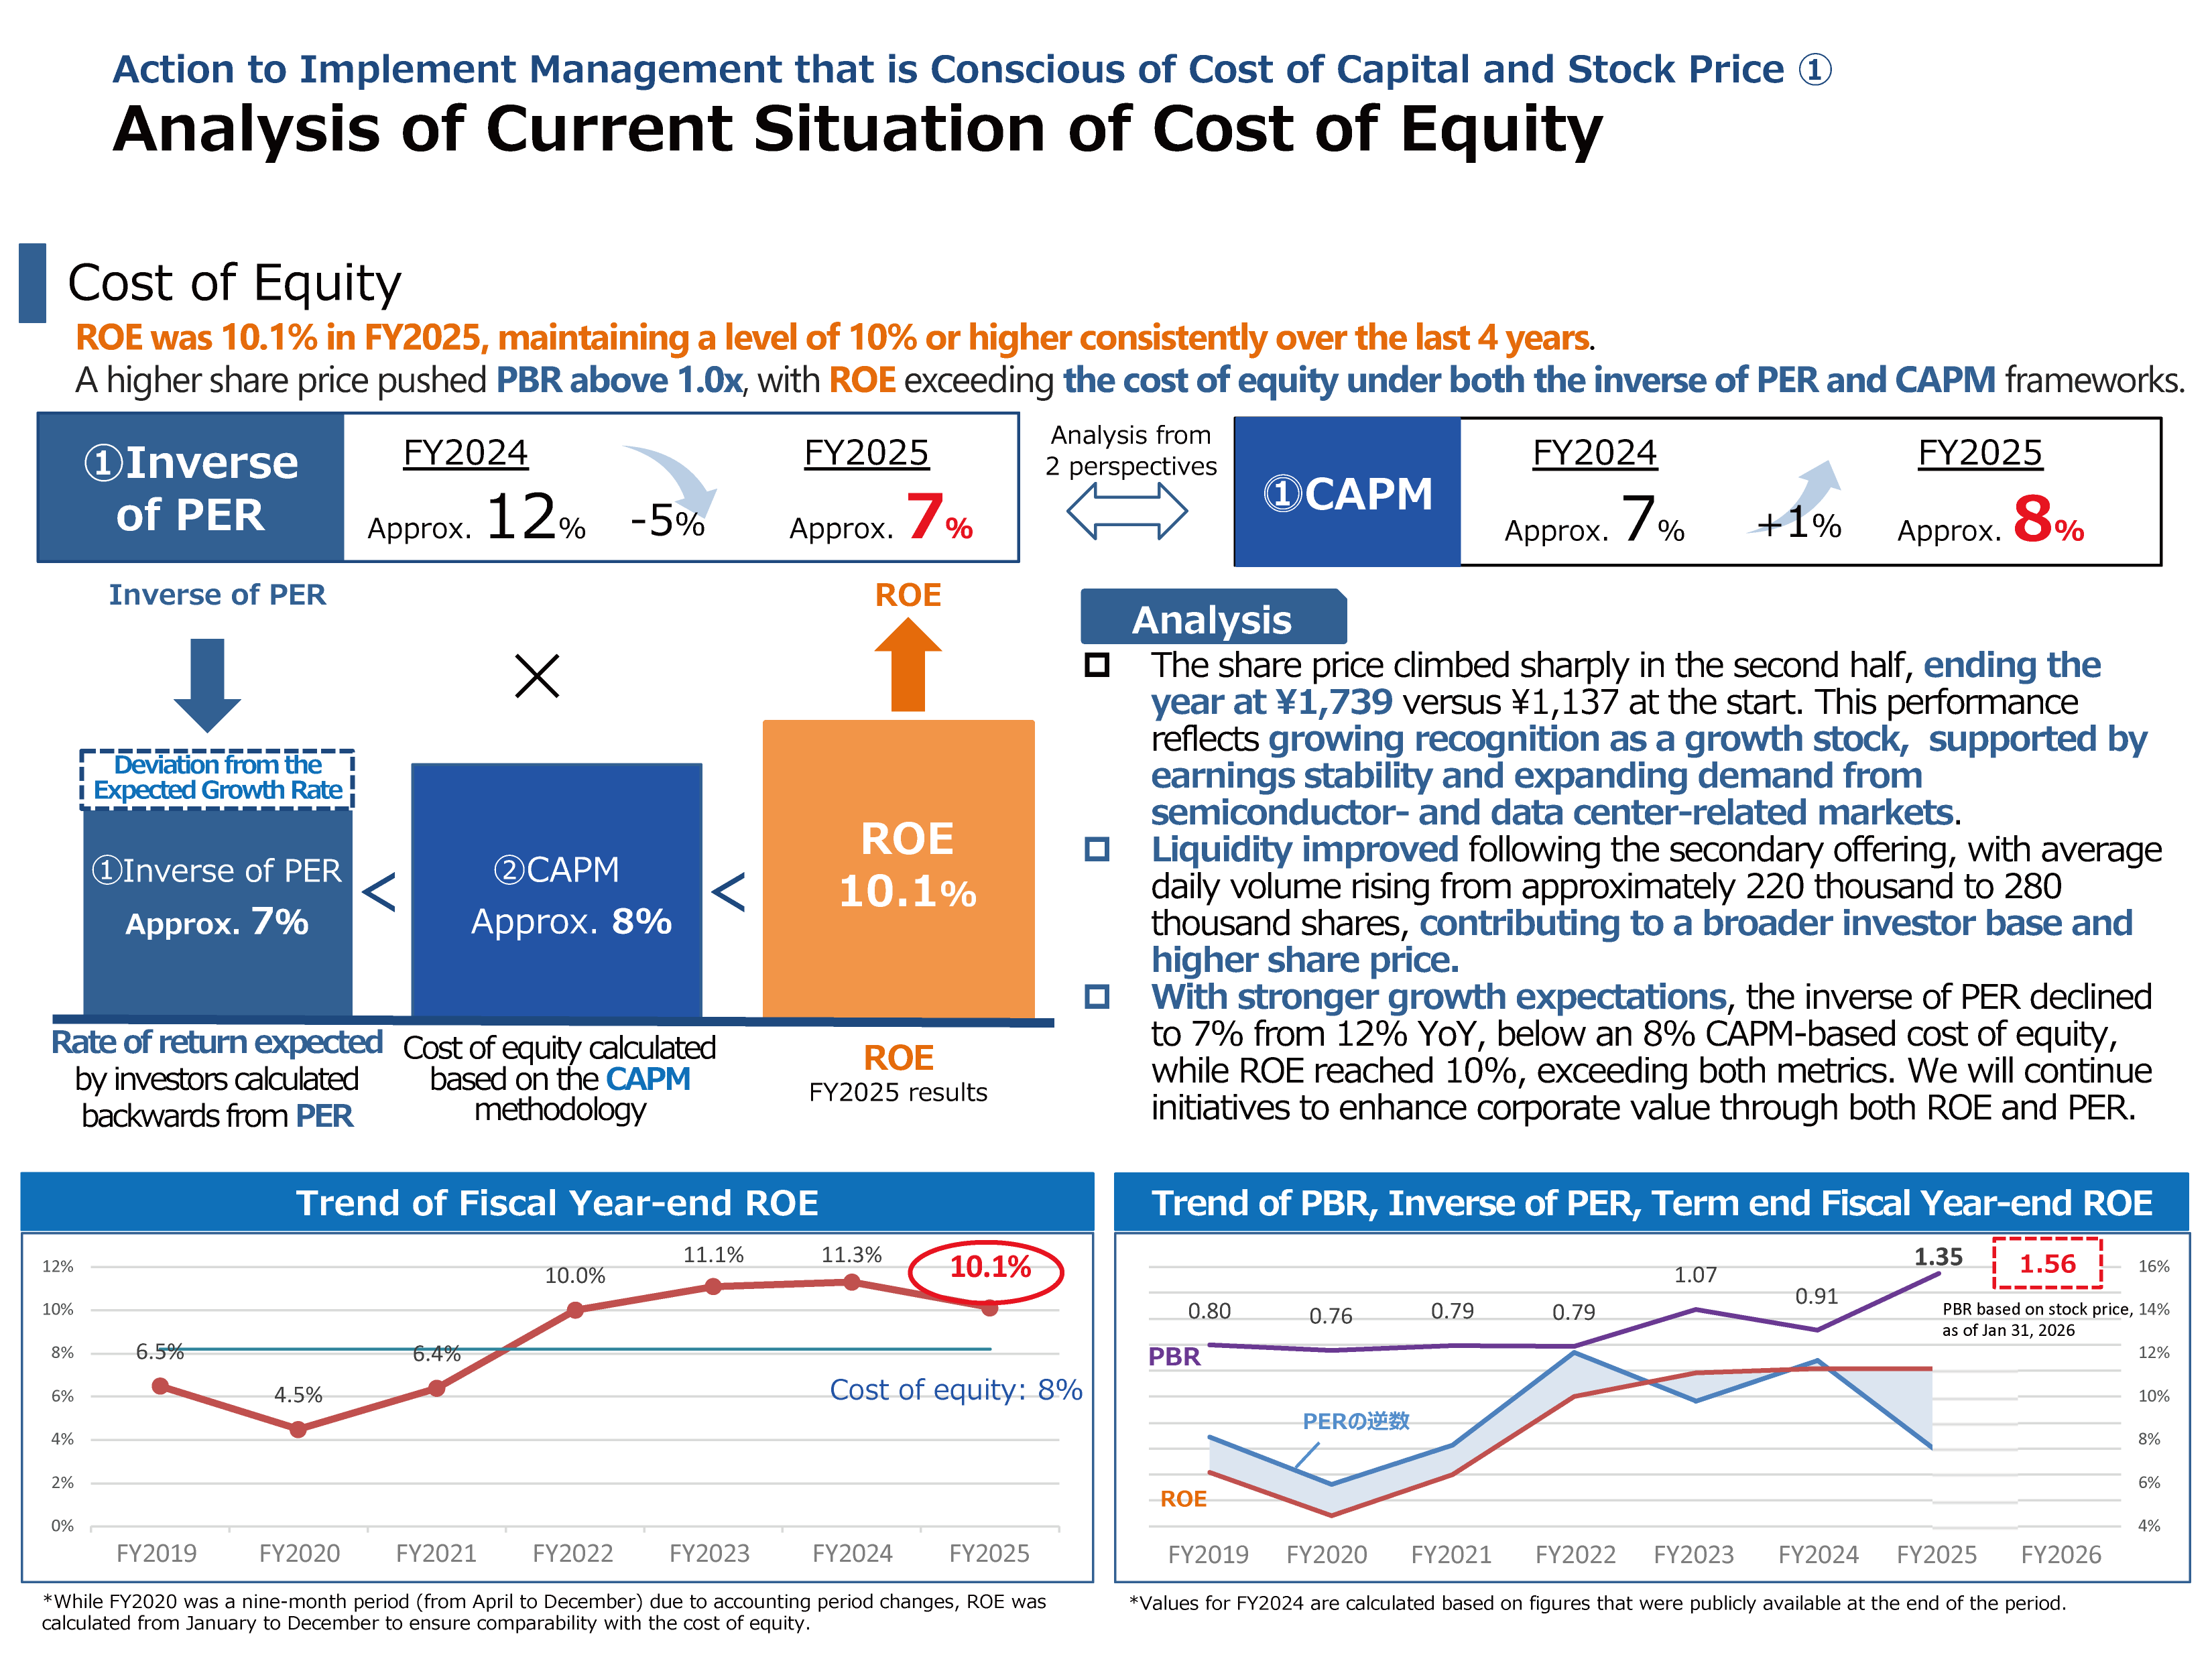 Action to Implement Management that is Conscious of Cost of Capital and Stock Price ①
Analysis of Current Situation of Cost of Equity
Cost of Equity
ROE was 10.1% in FY2025, maintaining a level of 10% or higher consistently over the last 4 years.
A higher share price pushed PBR above 1.0x, with ROE exceeding the cost of equity under both the inverse of PER and CAPM frameworks.
①Inverse
of PER
FY2024
Approx. 12%
-5%
FY2025
Approx. 7%
Analysis from
2 perspectives
①CAPM
FY2024
Approx. 7%
+1%
FY2025
Approx. 8%
Inverse of PER
×
ROE
Deviation from the
Expected Growth Rate
①Inverse of PER
Approx. 7%
<
②CAPM
Approx. 8%
<
ROE
10.1%
Rate of return expected
by investors calculated
backwards from PER
Cost of equity calculated
based on the CAPM
methodology
ROE
FY2025 results
Analysis
The share price climbed sharply in the second half, ending the
year at ¥1,739 versus ¥1,137 at the start. This performance
reflects growing recognition as a growth stock, supported by
earnings stability and expanding demand from
semiconductor- and data center-related markets.
Liquidity improved following the secondary offering, with average
daily volume rising from approximately 220 thousand to 280
thousand shares, contributing to a broader investor base and
higher share price.
With stronger growth expectations, the inverse of PER declined
to 7% from 12% YoY, below an 8% CAPM-based cost of equity,
while ROE reached 10%, exceeding both metrics. We will continue
initiatives to enhance corporate value through both ROE and PER.
Trend of Fiscal Year-end ROE
12%
10%
8%
6%
4%
2%
0%
6.5%
4.5%
6.4%
10.0%
11.1%
11.3%
10.1%
Cost of equity: 8%
FY2019 FY2020 FY2021 FY2022 FY2023 FY2024 FY2025
*While FY2020 was a nine-month period (from April to December) due to accounting period changes, ROE was
calculated from January to December to ensure comparability with the cost of equity.
Trend of PBR, Inverse of PER, Term end Fiscal Year-end ROE
0.80
0.76
0.79
0.79
1.07
0.91
1.35
1.56
PBR based on stock price,
as of Jan 31, 2026
PBR
PERの逆数
ROE
16%
14%
12%
10%
8%
6%
4%
FY2019 FY2020 FY2021 FY2022 FY2023 FY2024 FY2025 FY2026
*Values for FY2024 are calculated based on figures that were publicly available at the end of the period.